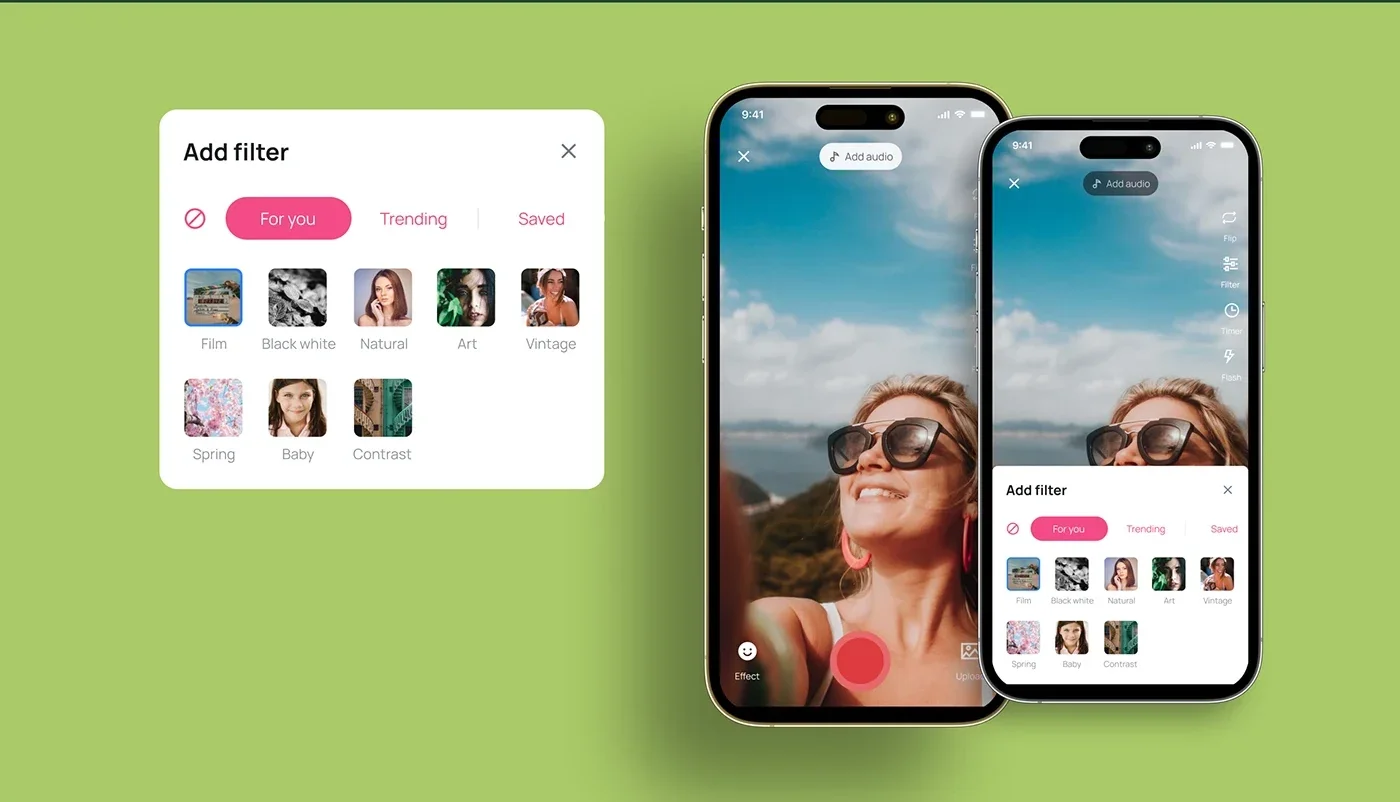 Add filter
For you Trending Saved
Film Black white Natural Art Vintage
Spring Baby Contrast
9:41
Add audio
Effect
9:41
Add audio
Flip
Filter
Timer
Flash
Add filter
For you Trending Saved
Film Black white Natural Art Vintage
Spring Baby Contrast